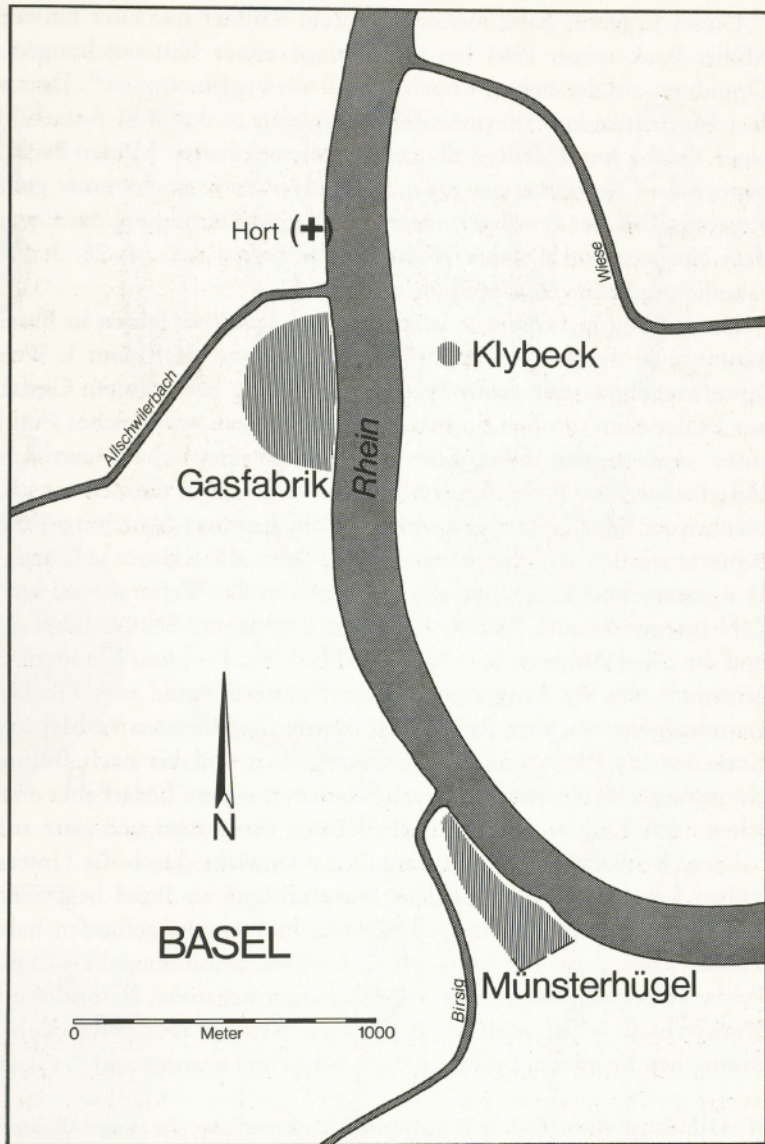 Hort (+)
Wiese
Klybeck
Allschwilerbach
Rhein
Gasfabrik
N
BASEL
Münsterhügel
Birsig
0 Meter 1000